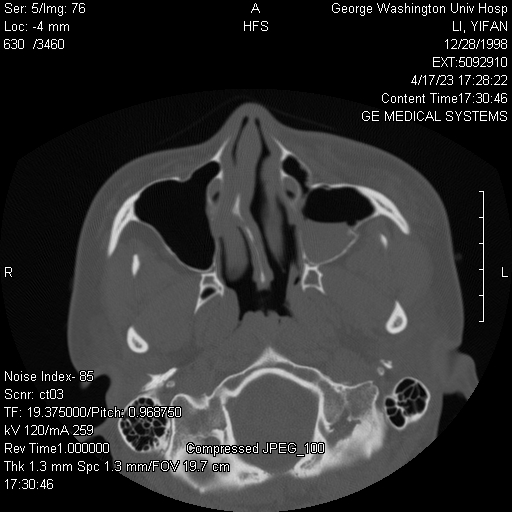 Ser: 5/Img: 76
Loc: -4 mm
630 /3460
A
HFS
George Washington Univ Hosp
LI, YIFAN
12/28/1998
EXT:5092910
4/17/23 17:28:22
Content Time17:30:46
GE MEDICAL SYSTEMS
R
L
Noise Index- 85
Scnr: ct03
TF: 19.375000/Pitch: 0.968750
kV 120/mA 259
Rev Time1.000000
Compressed JPEG_100
Thk 1.3 mm Spc 1.3 mm/FOV 19.7 cm
17:30:46